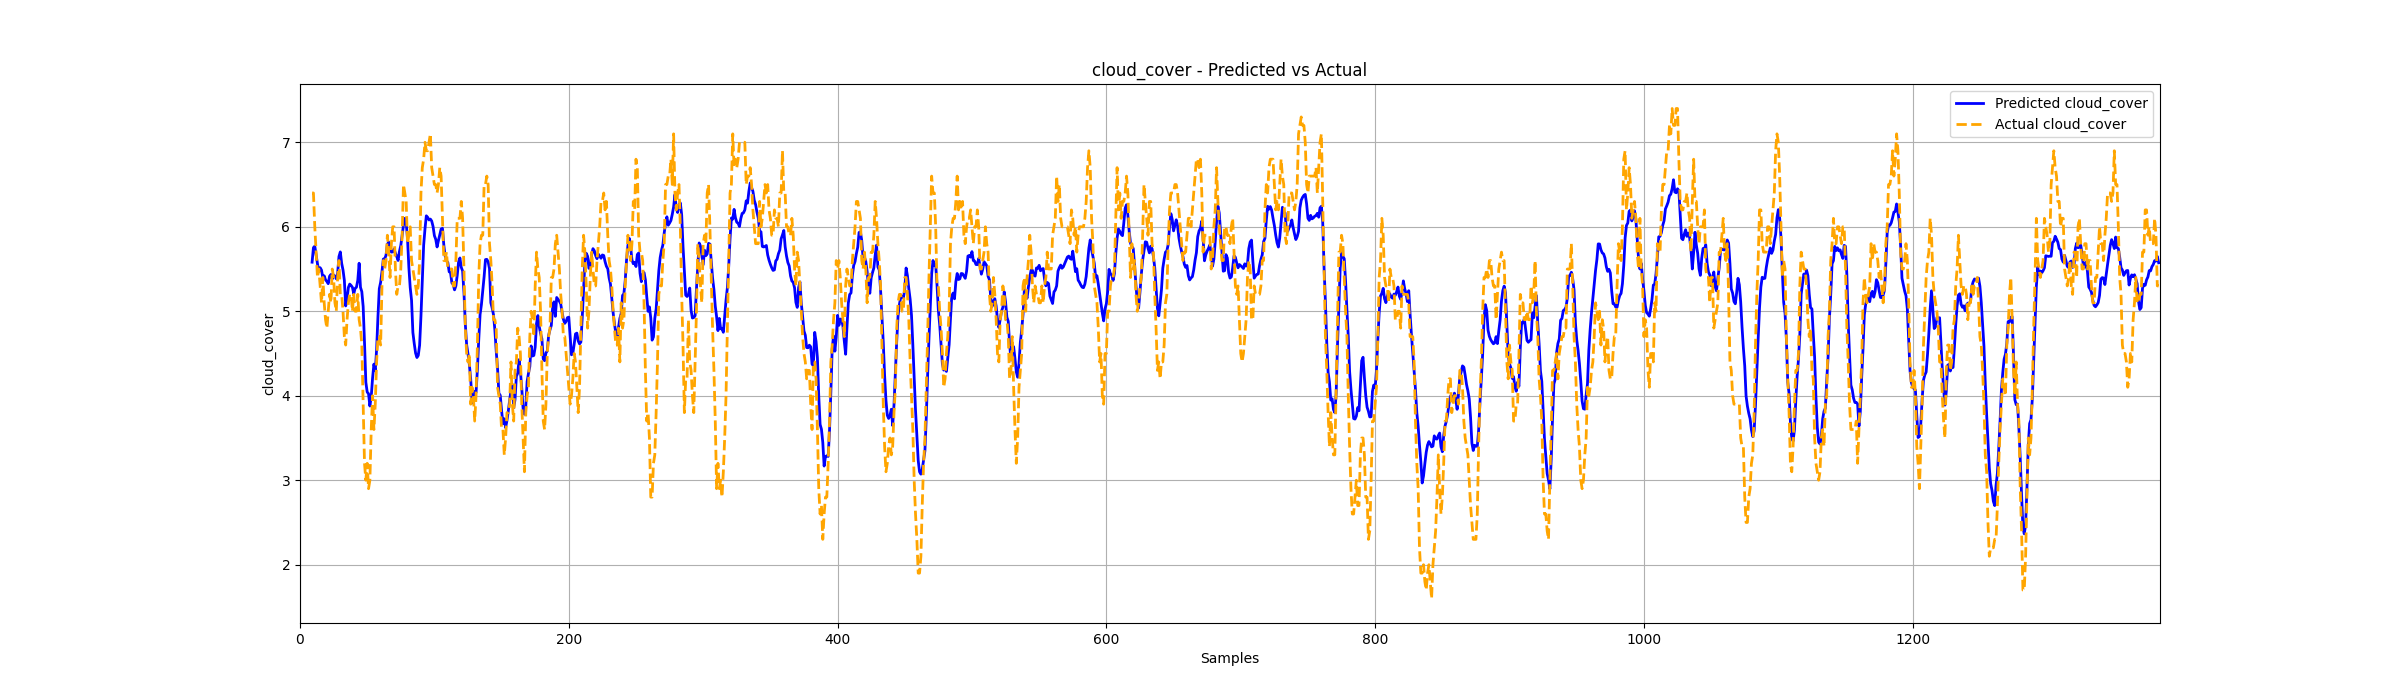 cloud_cover - Predicted vs Actual
Predicted cloud_cover
Actual cloud_cover
7
6
5
4
3
2
cloud_cover
0
200
400
600
800
1000
1200
Samples